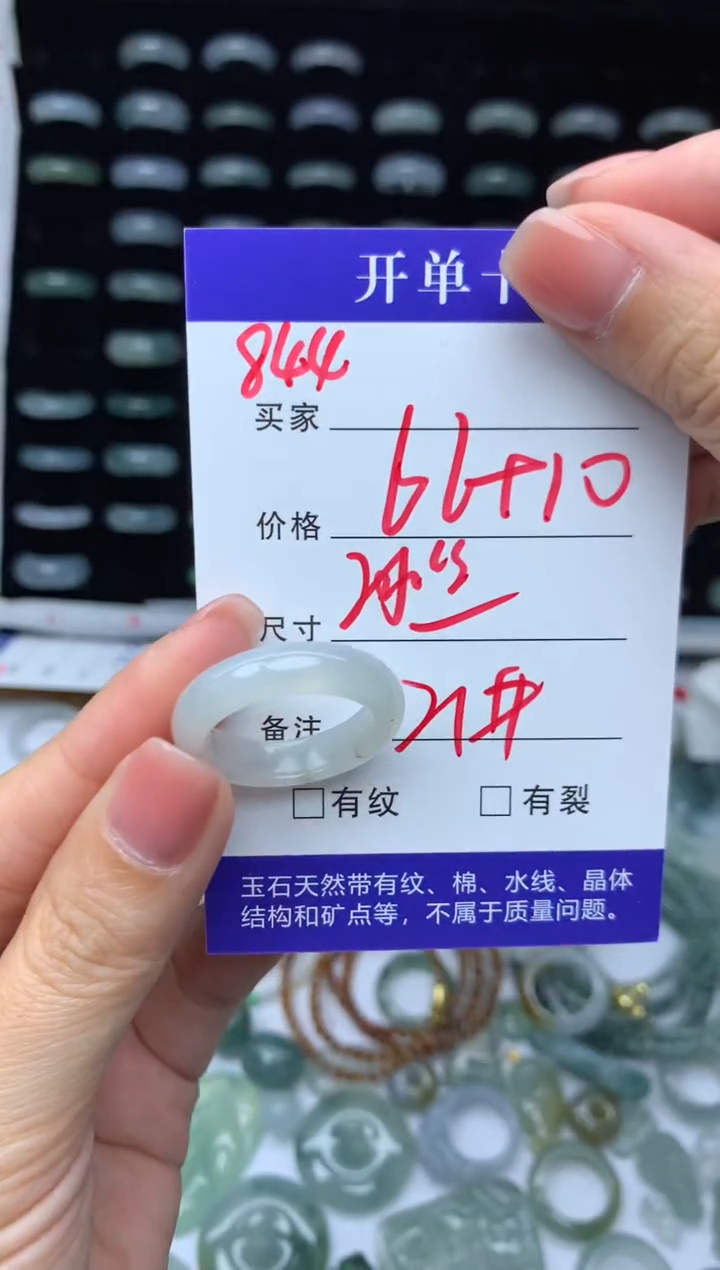 开单卡
844
买家
价格 66+10
尺寸
备注 21#
□有纹 □有裂
玉石天然带有纹、棉、水线、晶体
结构和矿点等，不属于质量问题。